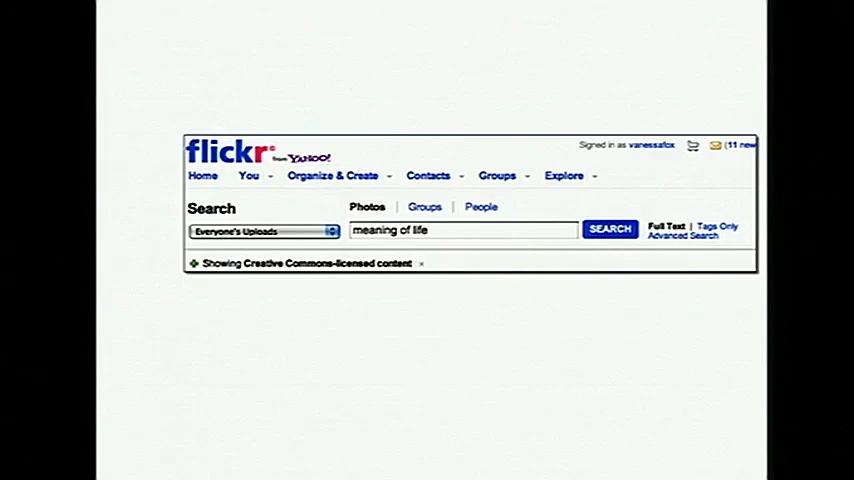 flickr from YAHOO!
Signed in as vanessafox (11 new
Home You Organize & Create Contacts Groups Explore
Search
Photos | Groups | People
Everyone's Uploads
meaning of life
SEARCH
Full Text | Tags Only
Advanced Search
Showing Creative Commons-licensed content